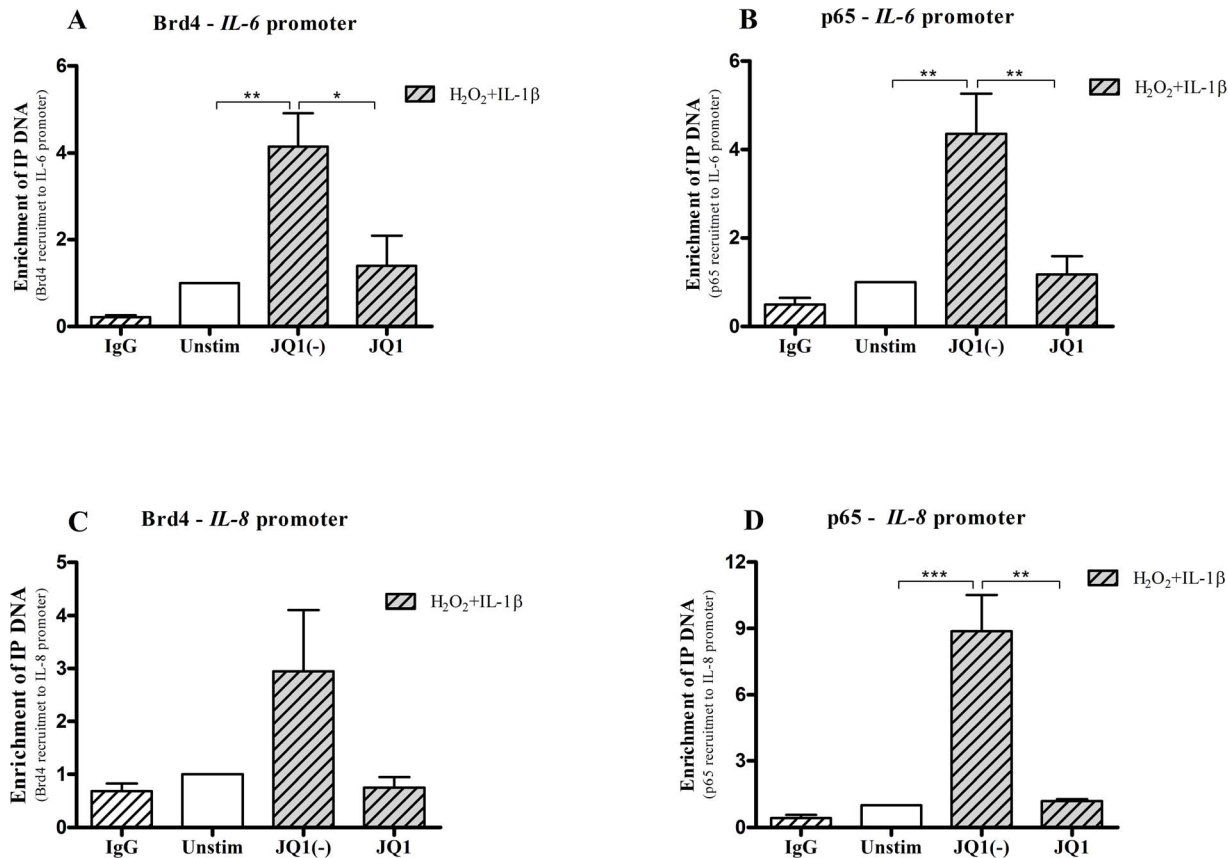 A
Brd4 - IL-6 promoter
Enrichment of IP DNA
(Brd4 recruitmet to IL-6 promoter)
6
4
2
0
** *
H₂O₂+IL-1β
IgG Unstim JQ1(-) JQ1
B
p65 - IL-6 promoter
Enrichment of IP DNA
(p65 recruitmet to IL-6 promoter)
6
4
2
0
** **
H₂O₂+IL-1β
IgG Unstim JQ1(-) JQ1
C
Brd4 - IL-8 promoter
Enrichment of IP DNA
(Brd4 recruitmet to IL-8 promoter)
5
4
3
2
1
0
H₂O₂+IL-1β
IgG Unstim JQ1(-) JQ1
D
p65 - IL-8 promoter
Enrichment of IP DNA
(p65 recruitmet to IL-8 promoter)
12
9
6
3
0
*** **
H₂O₂+IL-1β
IgG Unstim JQ1(-) JQ1